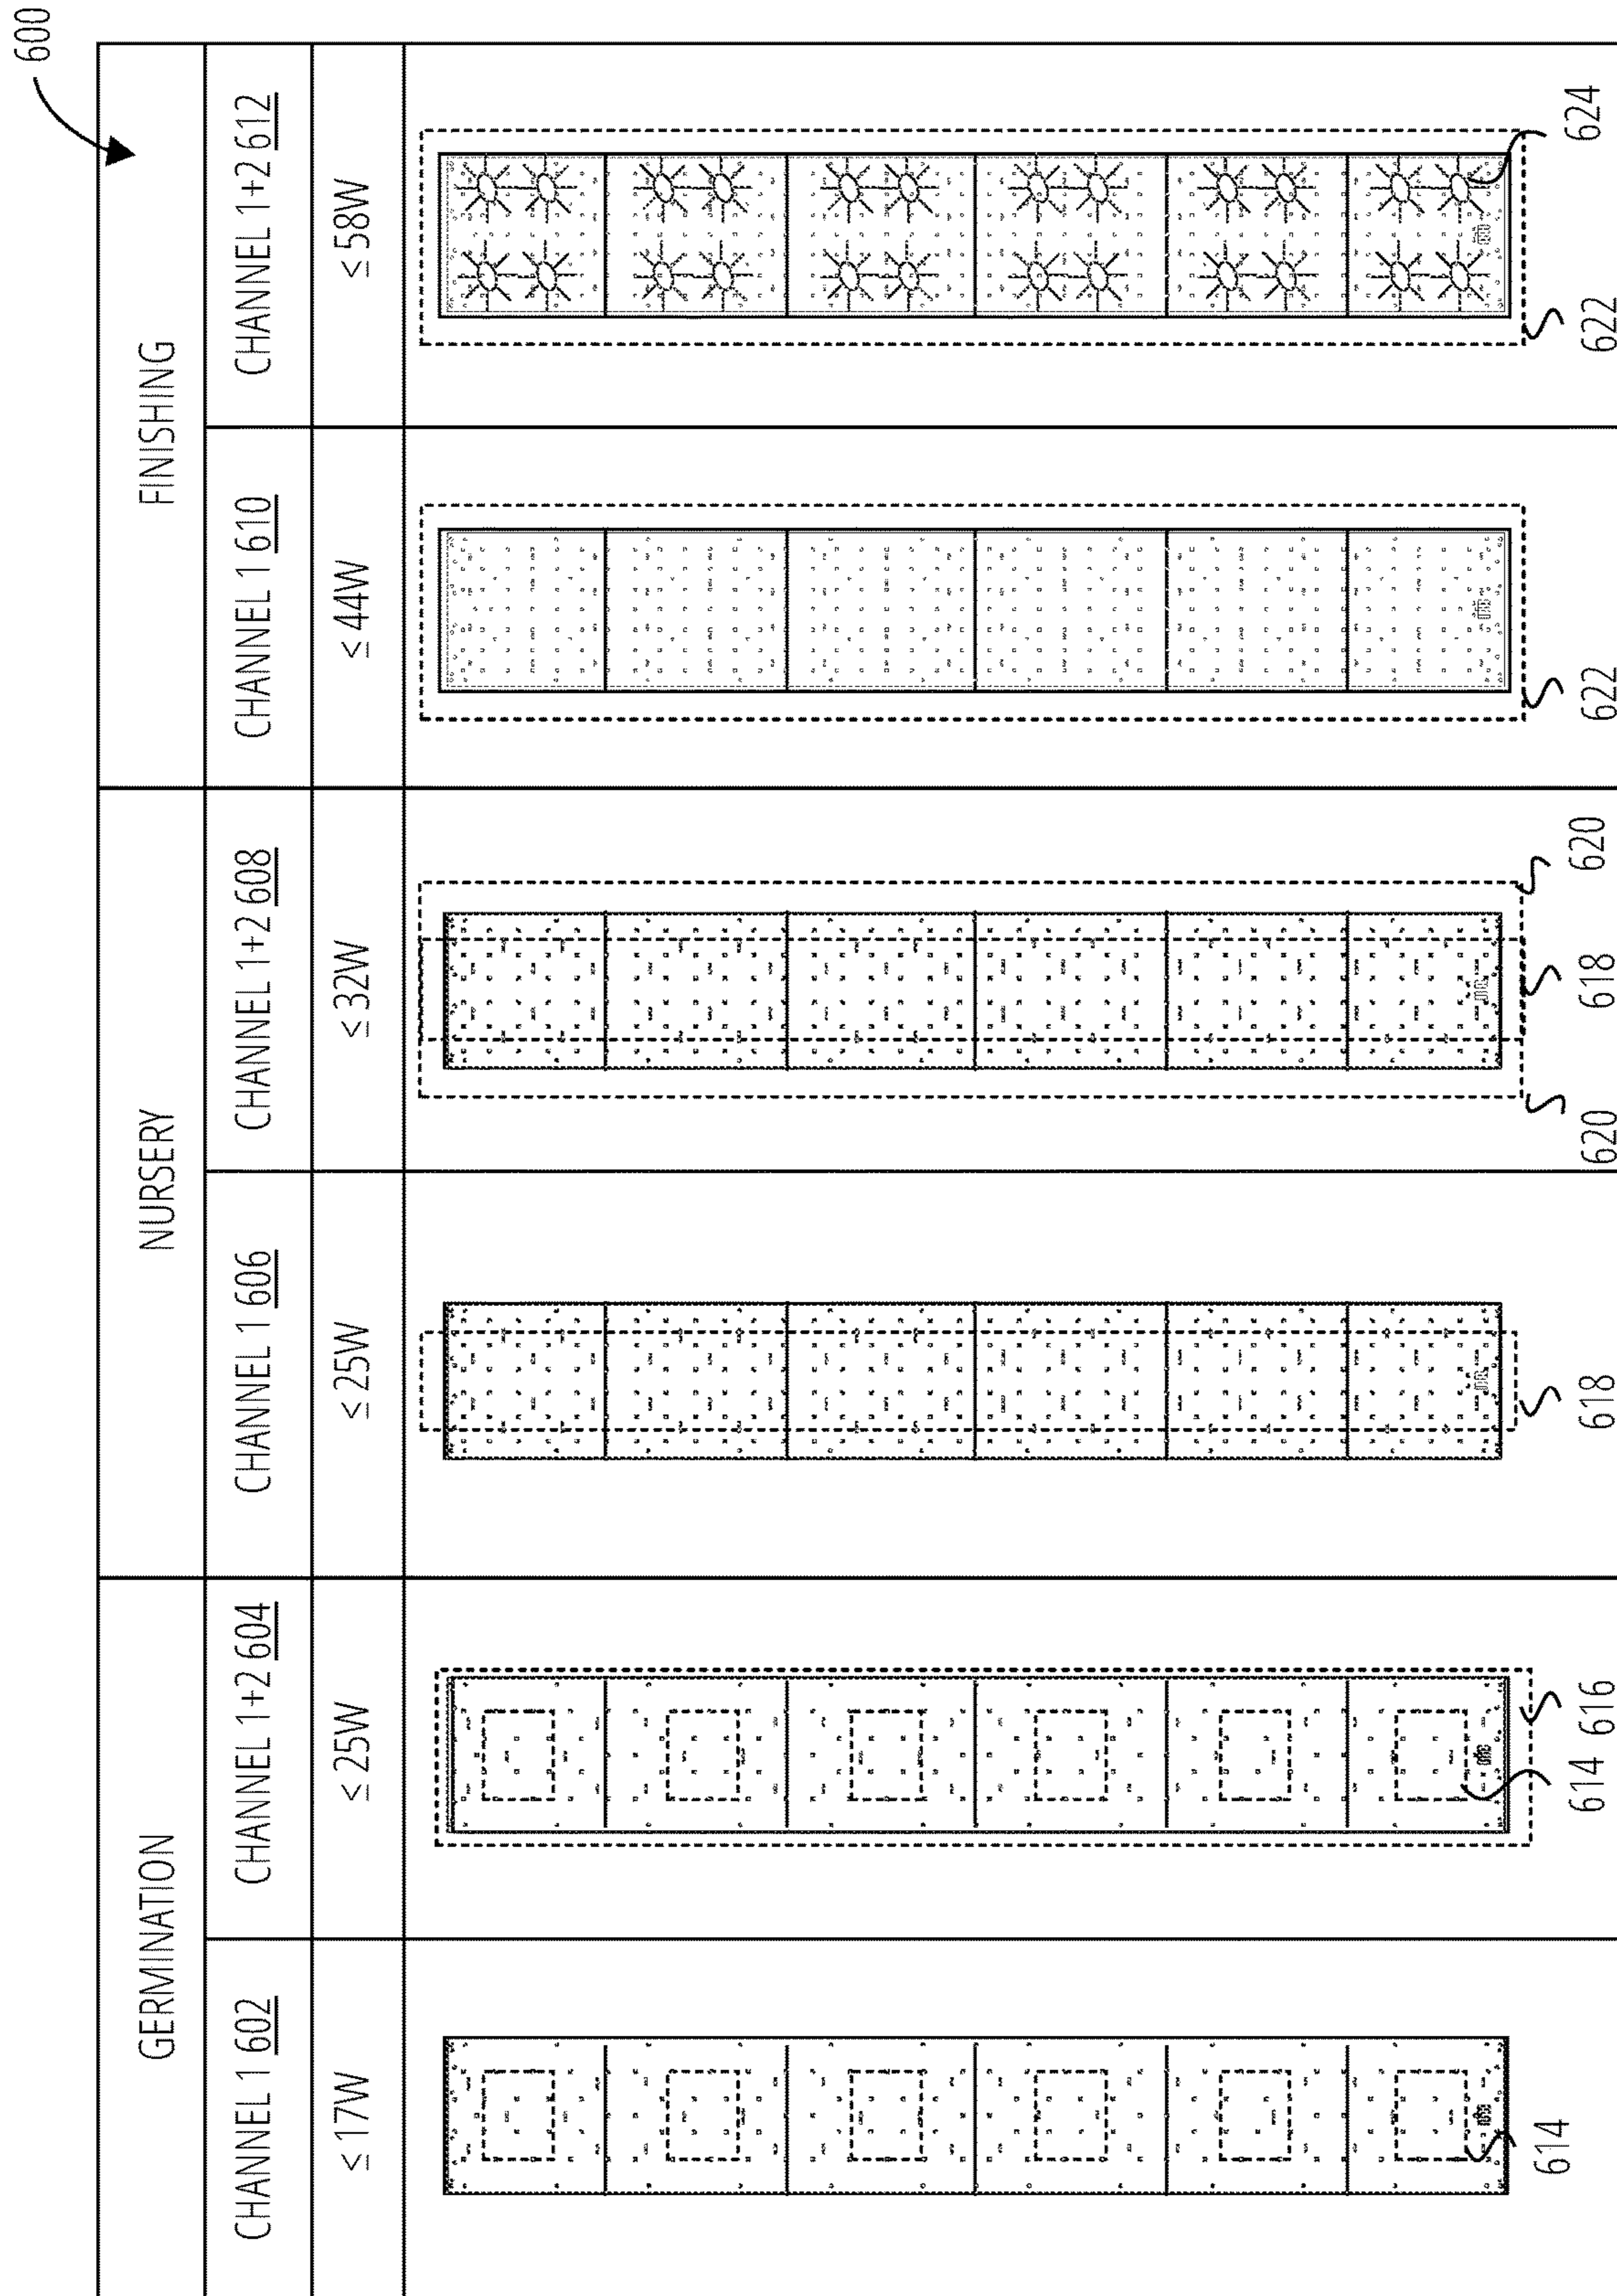 600
GERMINATION
NURSERY
FINISHING
CHANNEL 1 602
CHANNEL 1+2 604
CHANNEL 1 606
CHANNEL 1+2 608
CHANNEL 1 610
CHANNEL 1+2 612
≤ 17W
≤ 25W
≤ 25W
≤ 32W
≤ 44W
≤ 58W
614
614
616
618
620
618
620
622
622
624